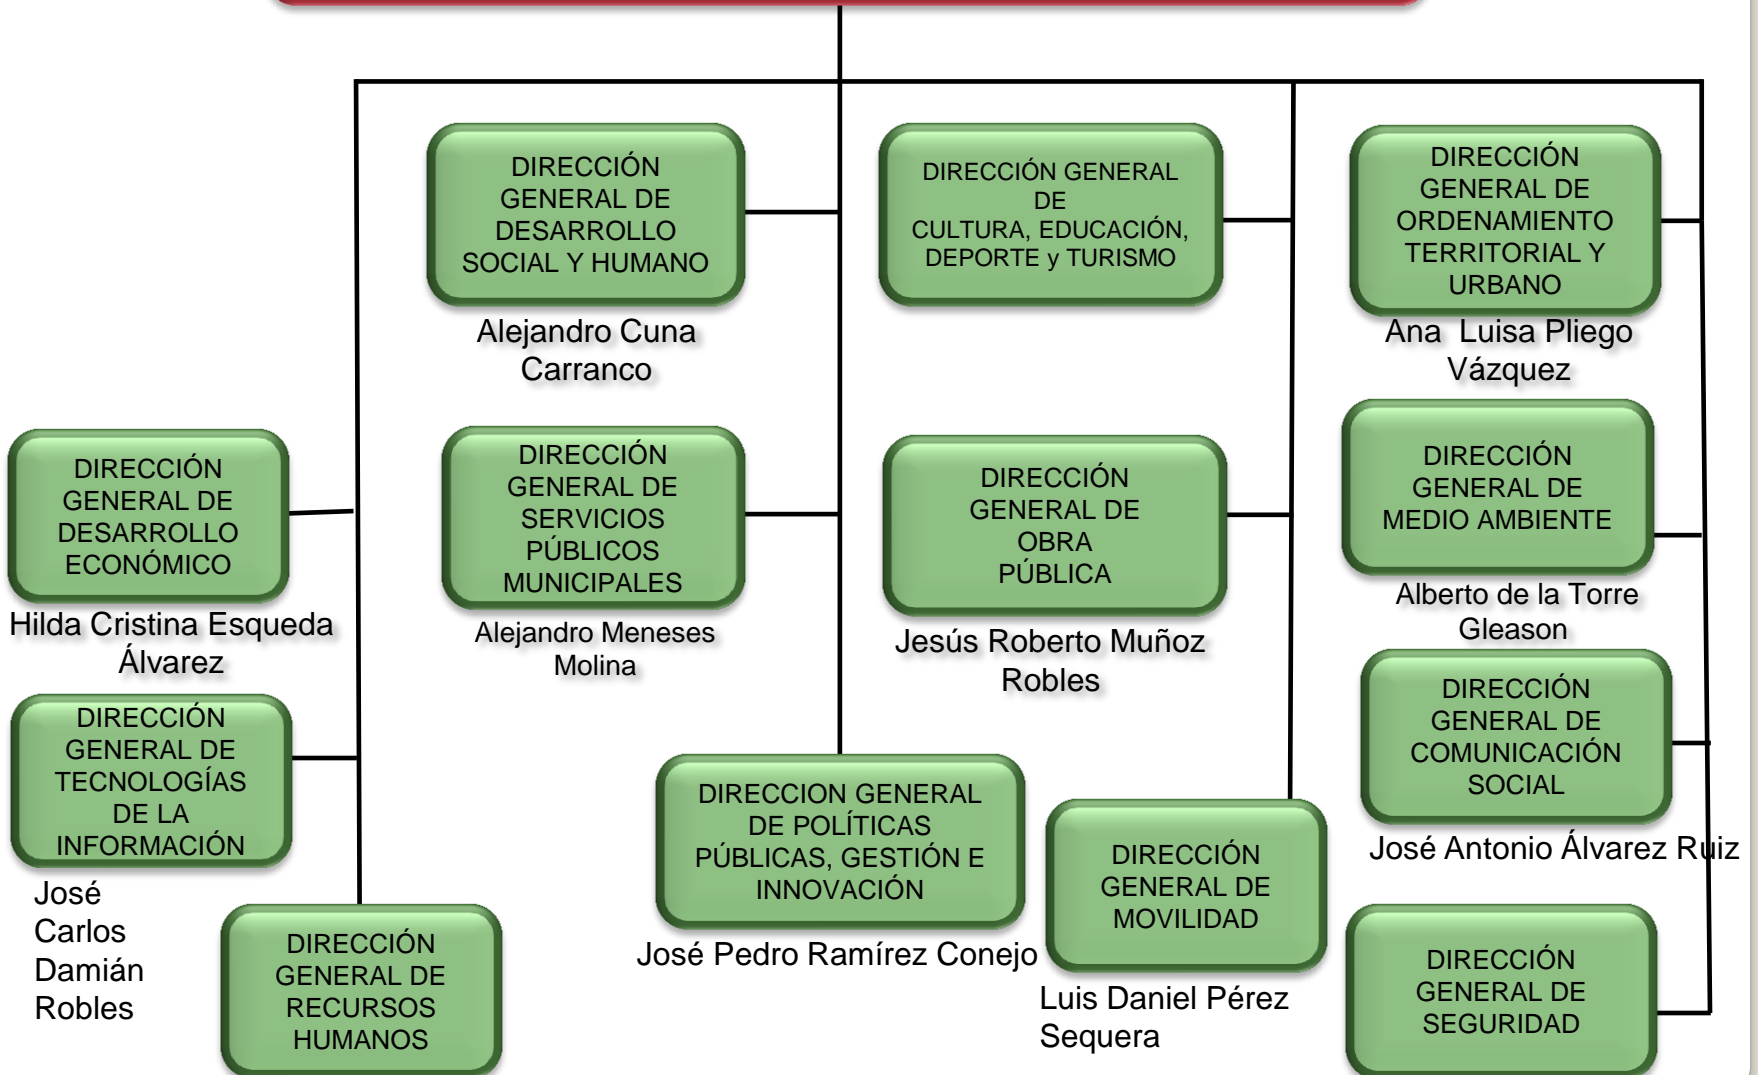 DIRECCIÓN
GENERAL DE
DESARROLLO
SOCIAL Y HUMANO
Alejandro Cuna
Carranco
DIRECCIÓN GENERAL
DE
CULTURA, EDUCACIÓN,
DEPORTE y TURISMO
DIRECCIÓN
GENERAL DE
ORDENAMIENTO
TERRITORIAL Y
URBANO
Ana Luisa Pliego
Vázquez
DIRECCIÓN
GENERAL DE
DESARROLLO
ECONÓMICO
Hilda Cristina Esqueda
Álvarez
DIRECCIÓN
GENERAL DE
SERVICIOS
PÚBLICOS
MUNICIPALES
Alejandro Meneses
Molina
DIRECCIÓN
GENERAL DE
OBRA
PÚBLICA
Jesús Roberto Muñoz
Robles
DIRECCIÓN
GENERAL DE
MEDIO AMBIENTE
Alberto de la Torre
Gleason
DIRECCIÓN
GENERAL DE
TECNOLOGÍAS
DE LA
INFORMACIÓN
José
Carlos
Damián
Robles
DIRECCIÓN
GENERAL DE
RECURSOS
HUMANOS
DIRECCION GENERAL
DE POLÍTICAS
PÚBLICAS, GESTIÓN E
INNOVACIÓN
José Pedro Ramírez Conejo
DIRECCIÓN
GENERAL DE
MOVILIDAD
Luis Daniel Pérez
Sequera
DIRECCIÓN
GENERAL DE
COMUNICACIÓN
SOCIAL
José Antonio Álvarez Ruiz
DIRECCIÓN
GENERAL DE
SEGURIDAD